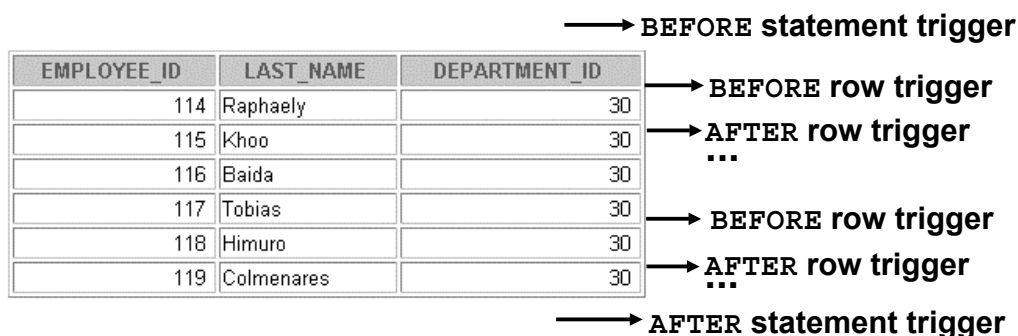 BEFORE statement trigger
EMPLOYEE_ID LAST_NAME DEPARTMENT_ID
BEFORE row trigger
114 Raphaely 30
AFTER row trigger
115 Khoo 30
...
116 Baida 30
117 Tobias 30
BEFORE row trigger
118 Himuro 30
AFTER row trigger
119 Colmenares 30
...
AFTER statement trigger